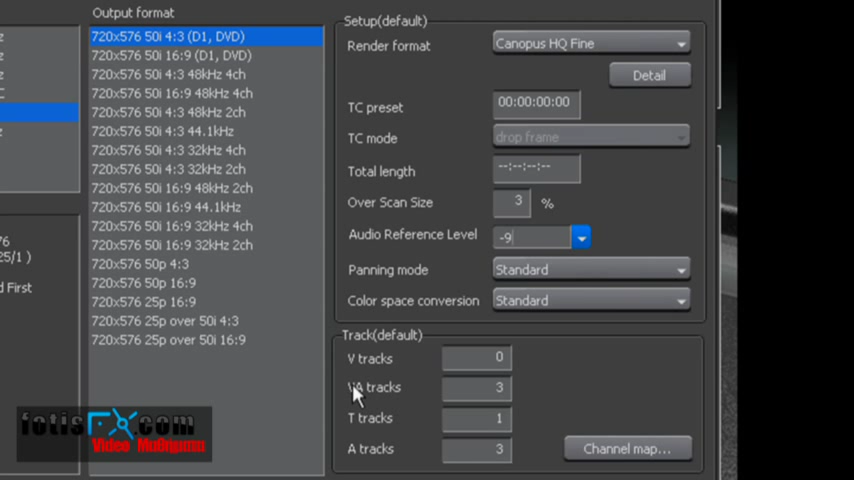 z
z
z
C
z
76
25/1 )
d First
Output format
720x576 50i 4:3 (D1, DVD)
720x576 50i 16:9 (D1, DVD)
720x576 50i 4:3 48kHz 4ch
720x576 50i 16:9 48kHz 4ch
720x576 50i 4:3 48kHz 2ch
720x576 50i 4:3 44.1kHz
720x576 50i 4:3 32kHz 4ch
720x576 50i 4:3 32kHz 2ch
720x576 50i 16:9 48kHz 2ch
720x576 50i 16:9 44.1kHz
720x576 50i 16:9 32kHz 4ch
720x576 50i 16:9 32kHz 2ch
720x576 50p 4:3
720x576 50p 16:9
720x576 25p 16:9
720x576 25p over 50i 4:3
720x576 25p over 50i 16:9
Setup(default)
Render format Canopus HQ Fine
Detail
TC preset 00:00:00:00
TC mode drop frame
Total length --:--:--:--
Over Scan Size 3 %
Audio Reference Level -9
Panning mode Standard
Color space conversion Standard
Track(default)
V tracks 0
VA tracks 3
T tracks 1
A tracks 3 Channel map...
fotisFX.com
Video Μαθήματα